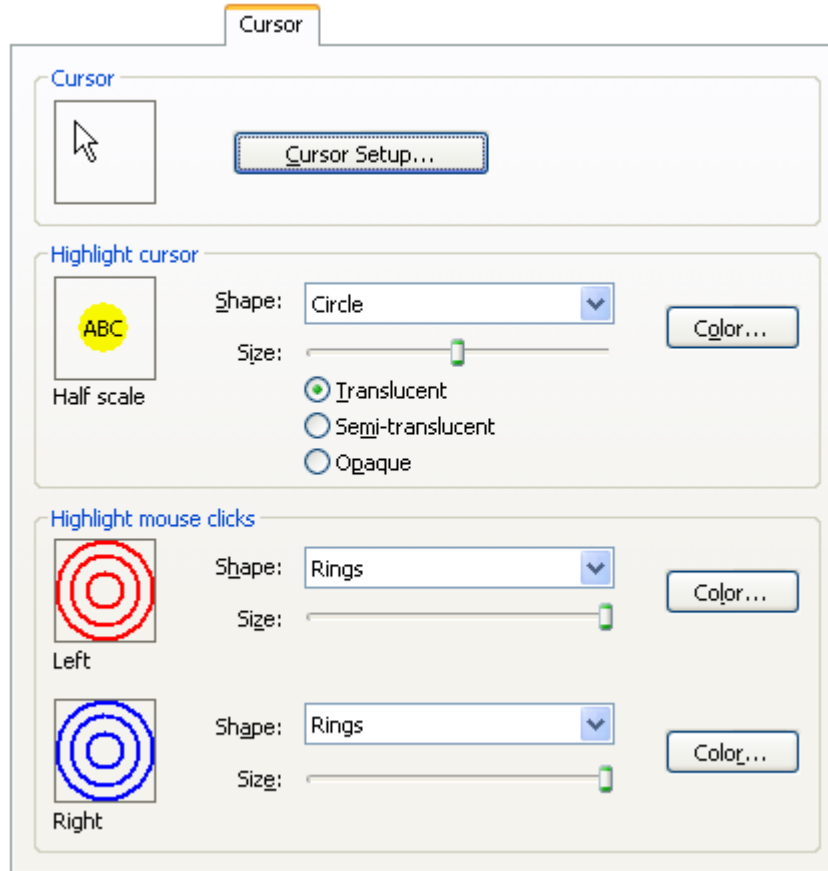 Cursor
Cursor
Cursor Setup...
Highlight cursor
Shape: Circle
ABC
Color...
Size:
Half scale
Translucent
Semi-translucent
Opaque
Highlight mouse clicks
Shape: Rings
Color...
Size:
Left
Shape: Rings
Color...
Size:
Right